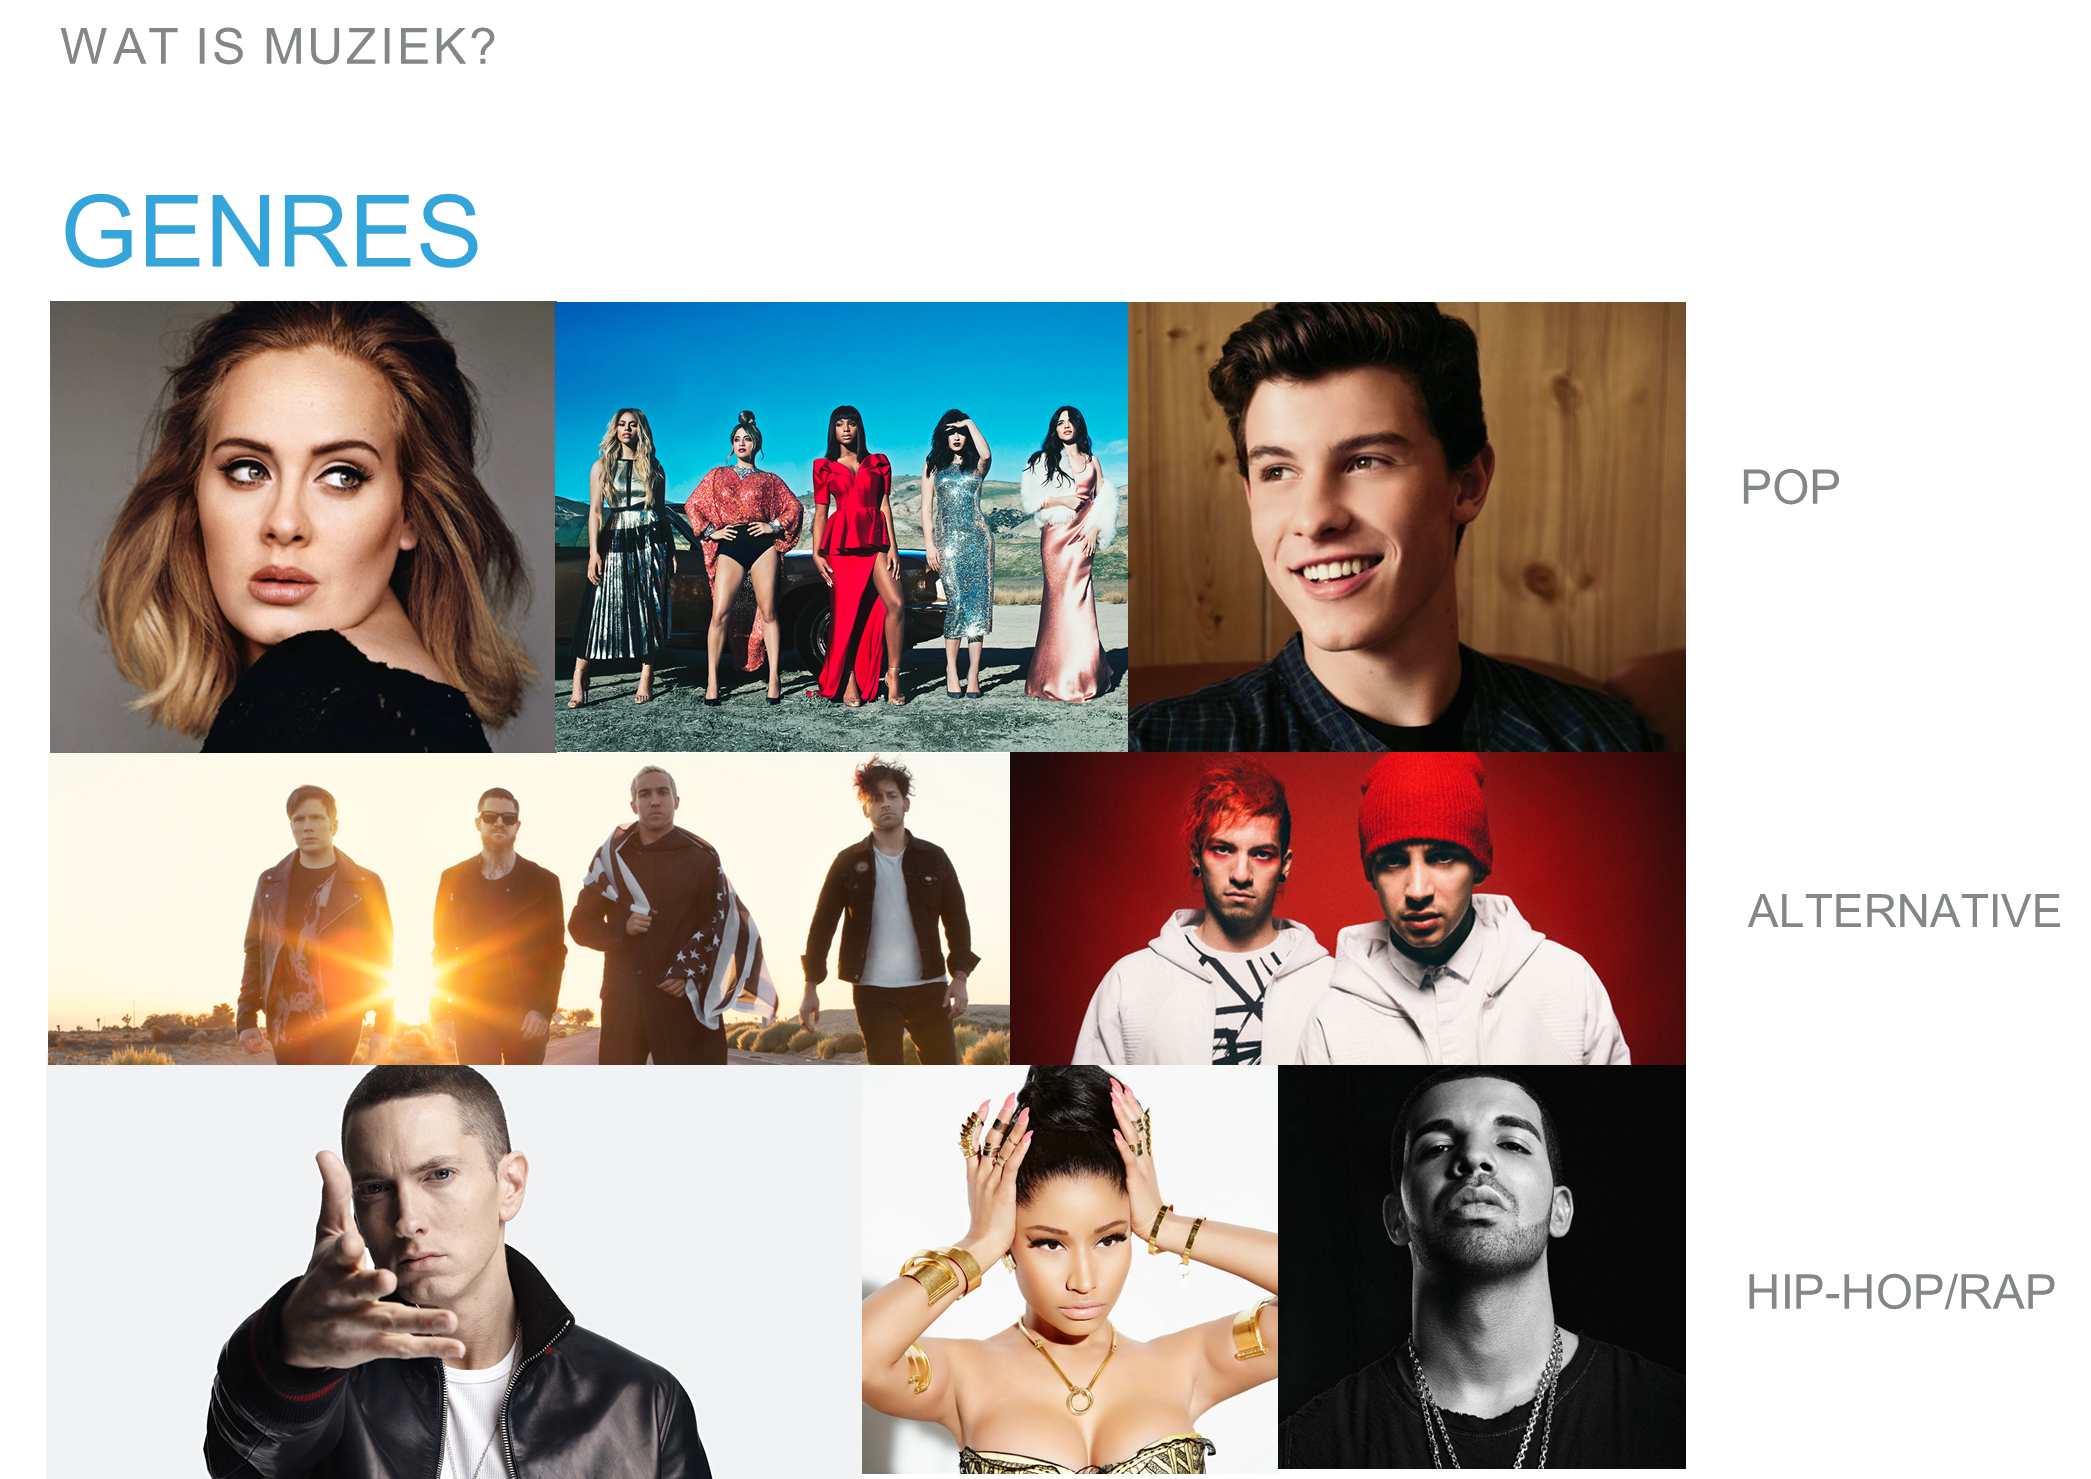 WAT IS MUZIEK?
GENRES
POP
ALTERNATIVE
HIP-HOP/RAP